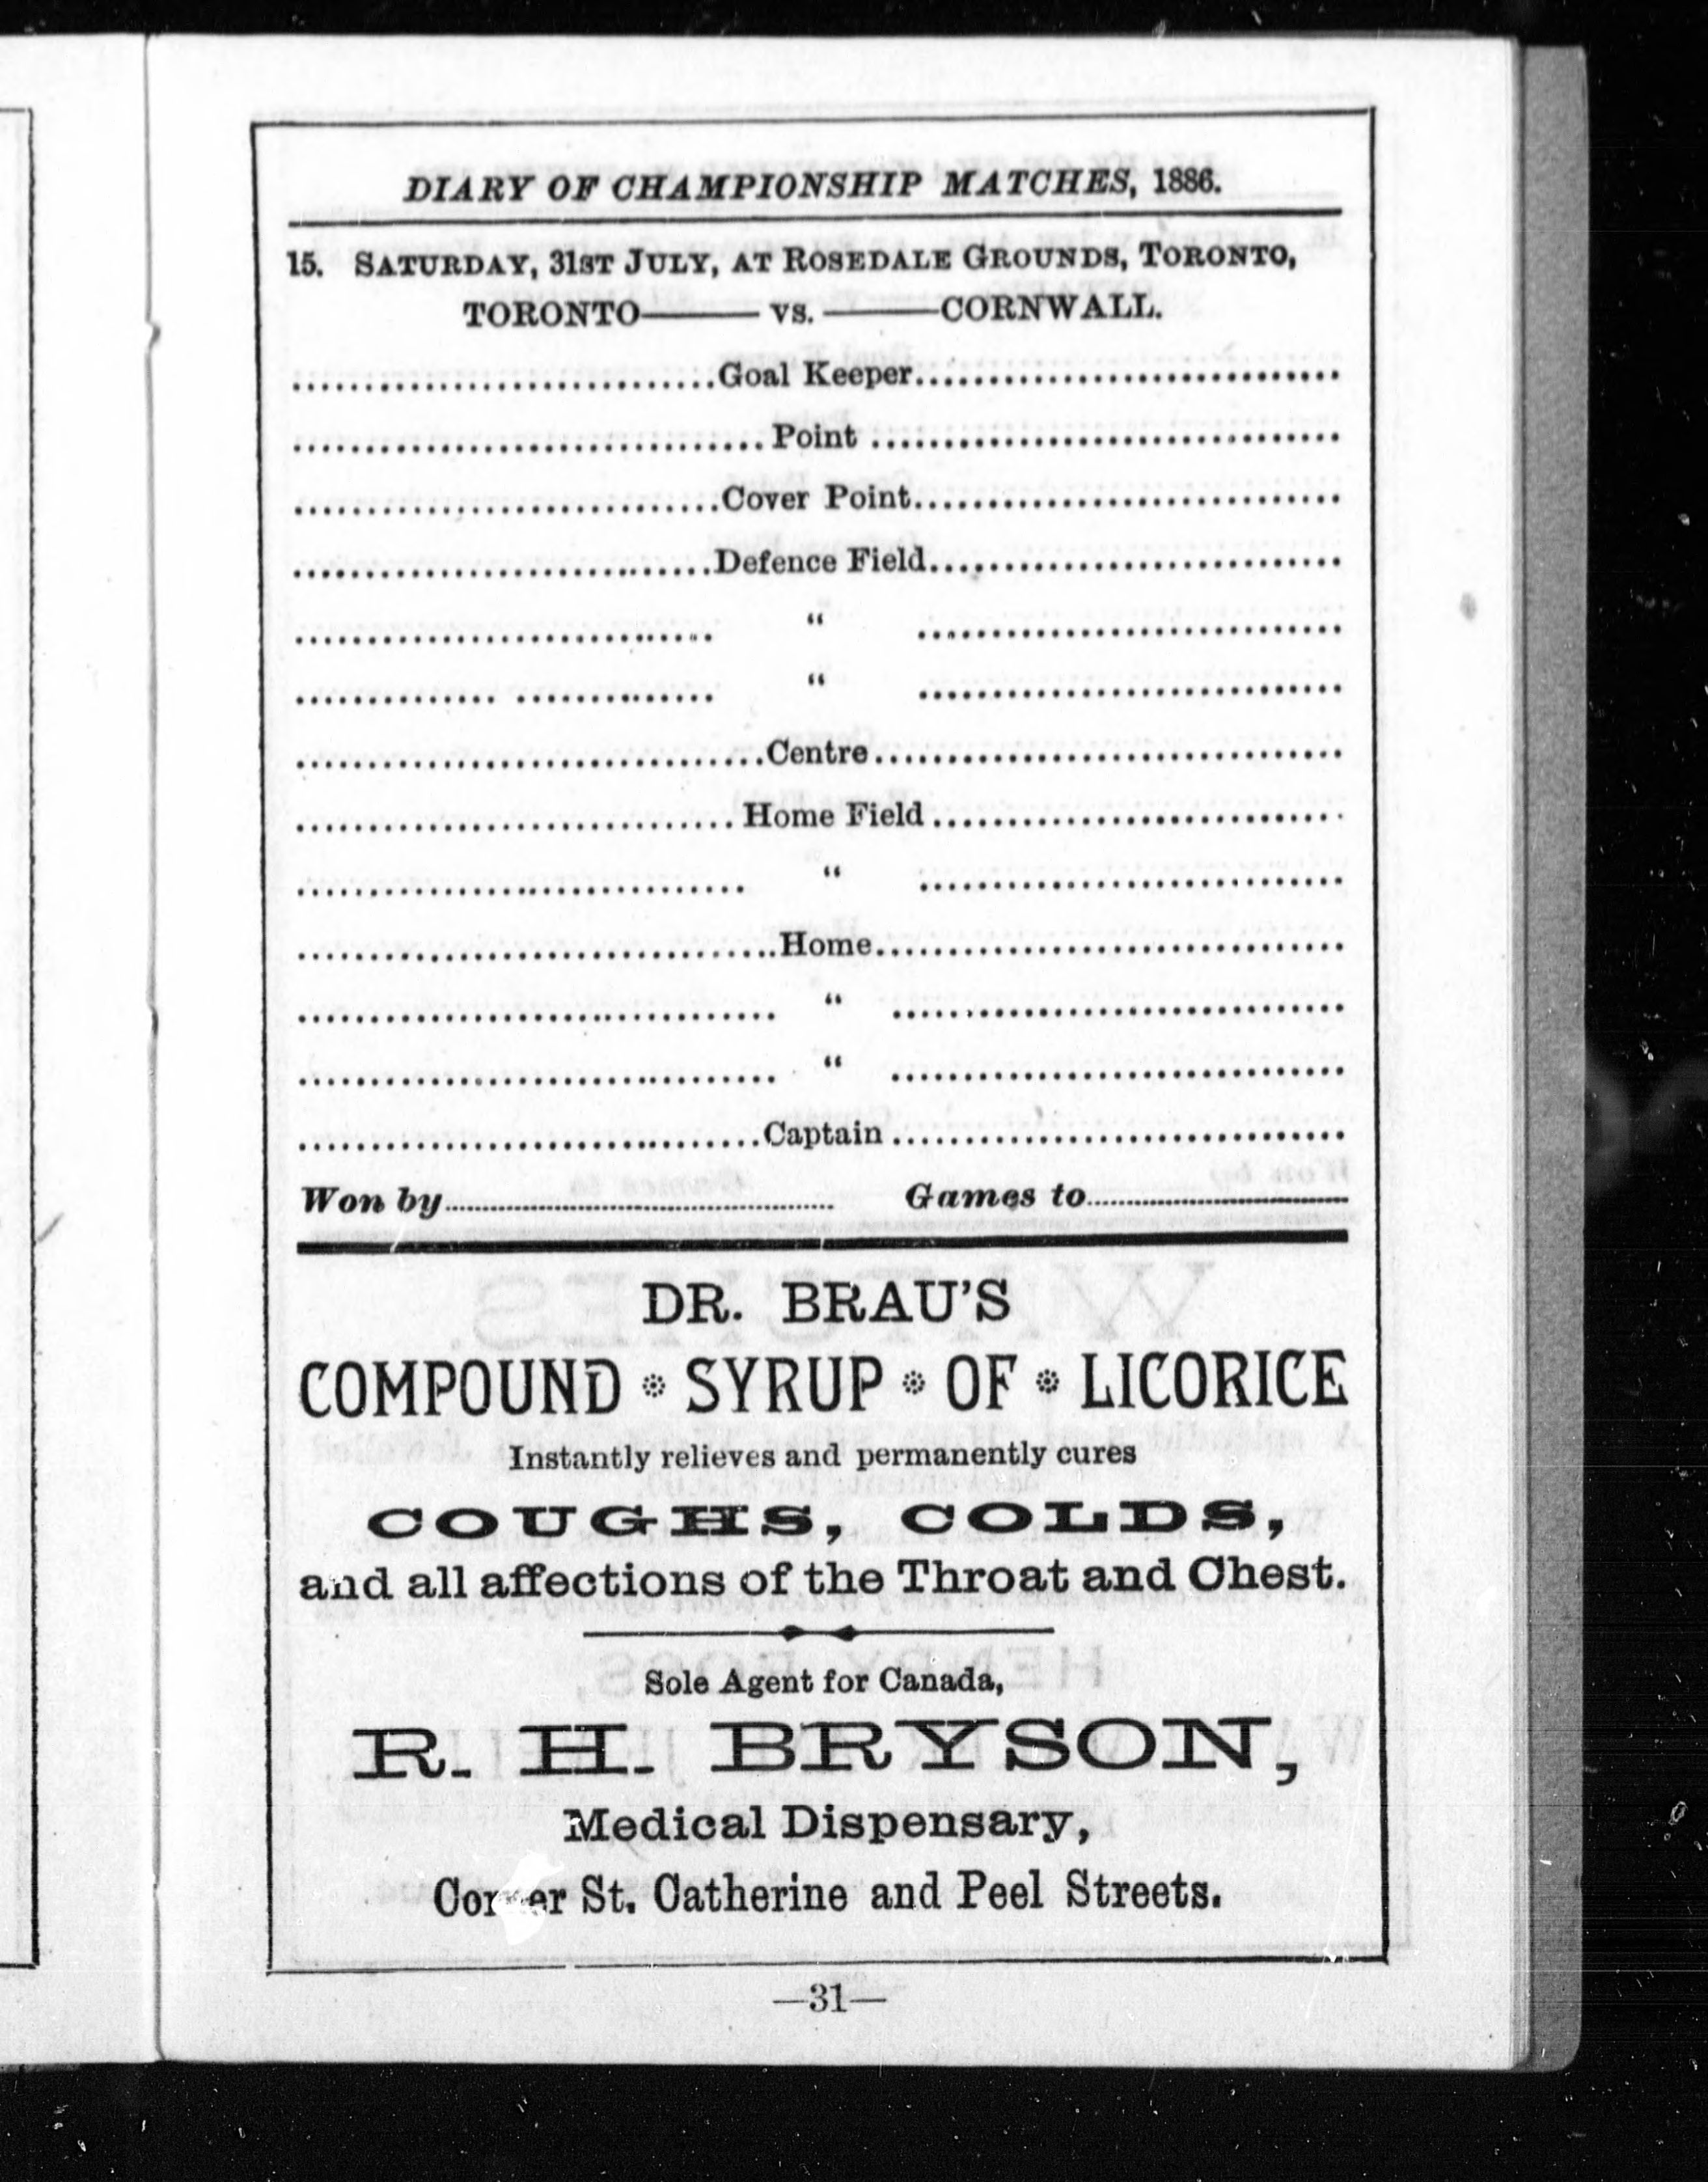 DIARY OF CHAMPIONSHIP MATCHES, 1886.
15. SATURDAY, 31ST JULY, AT ROSEDALE GROUNDS, TORONTO,
TORONTO——— vs. ———CORNWALL.
..............................Goal Keeper..............................
.................................Point .................................
..............................Cover Point..............................
.............................Defence Field.............................
............................. “ ..............................
.............. .............. “ ..............................
.................................Centre.................................
............................... Home Field .............................
................................ “ ..............................
..................................Home.................................
.................................. “ ................................
.................................. “ ................................
.................................Captain ................................
Won by........................................ Games to...........................
DR. BRAU'S
COMPOUND SYRUP OF LICORICE
Instantly relieves and permanently cures
COUGHS, COLDS,
and all affections of the Throat and Chest.
Sole Agent for Canada,
R. H. BRYSON,
Medical Dispensary,
Corner St. Catherine and Peel Streets.
—31—